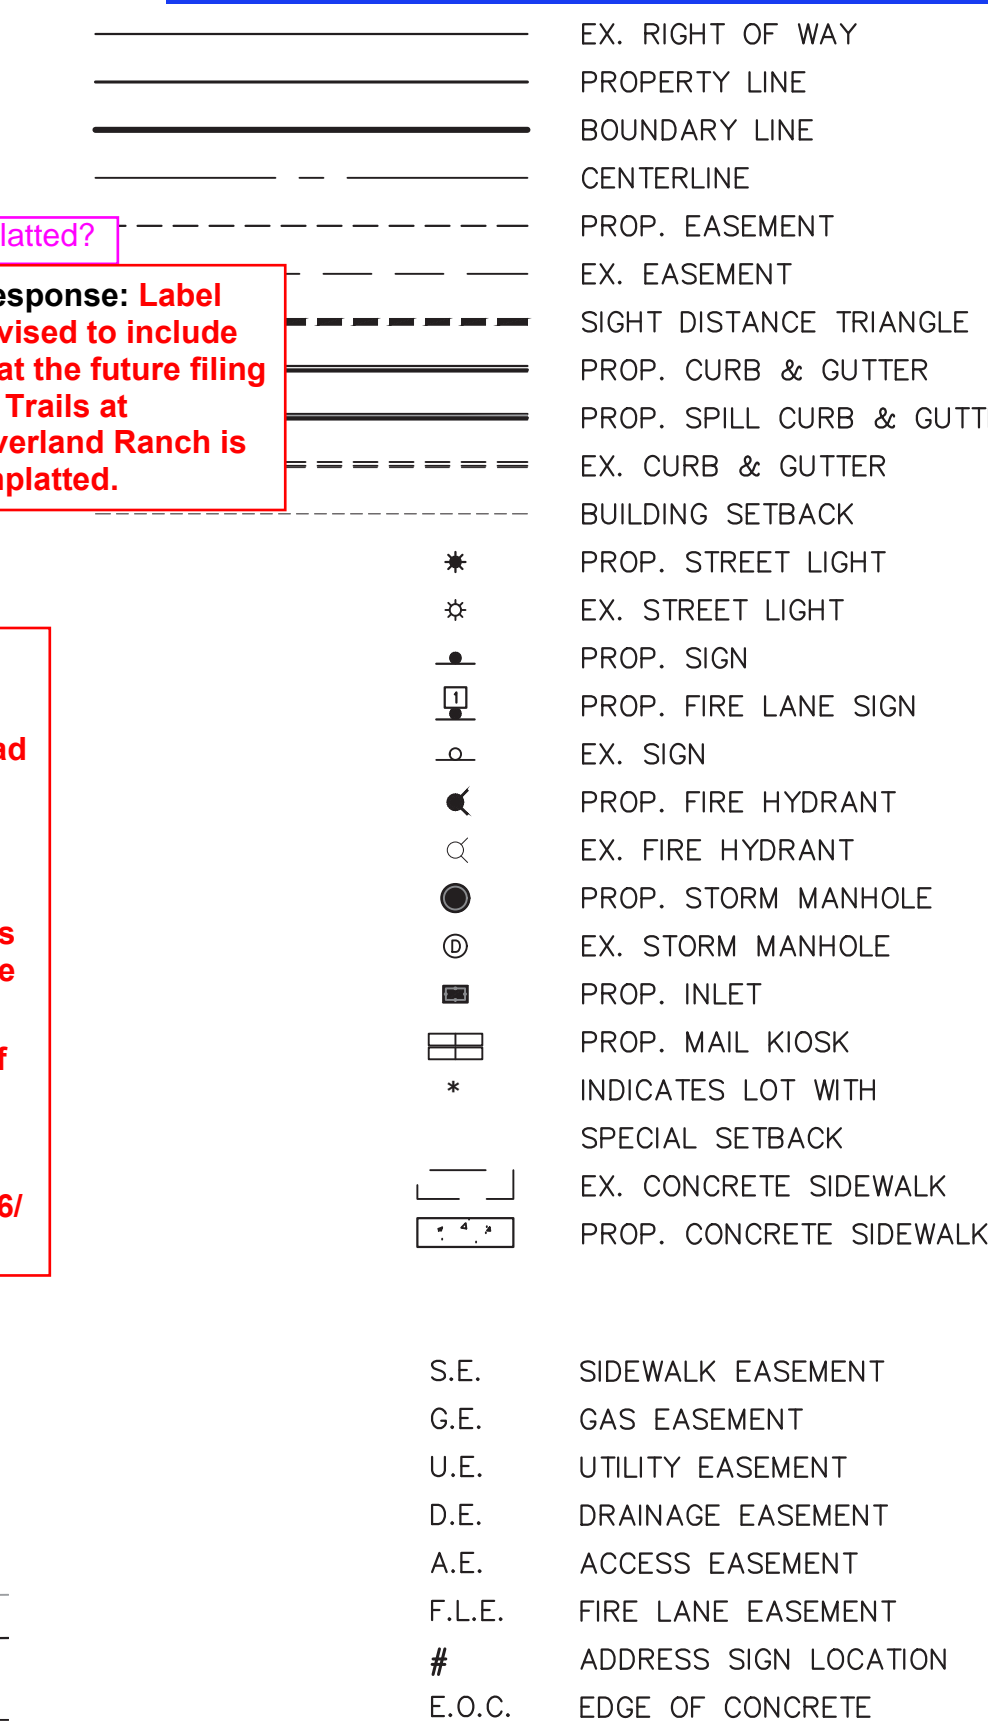 EX. RIGHT OF WAY
PROPERTY LINE
BOUNDARY LINE
CENTERLINE
PROP. EASEMENT
EX. EASEMENT
SIGHT DISTANCE TRIANGLE
PROP. CURB & GUTTER
PROP. SPILL CURB &
EX. CURB & GUTTER
BUILDING SETBACK
PROP. STREET LIGHT
EX. STREET LIGHT
PROP. SIGN
1 PROP. FIRE LANE SIGN
EX. SIGN
PROP. FIRE HYDRANT
EX. FIRE HYDRANT
PROP. STORM MANHOLE
D EX. STORM MANHOLE
PROP. INLET
PROP. MAIL KIOSK
* INDICATES LOT WITH
SPECIAL SETBACK
EX. CONCRETE SIDEWALK
PROP. CONCRETE SIDEWALK
S.E. SIDEWALK EASEMENT
G.E. GAS EASEMENT
U.E. UTILITY EASEMENT
D.E. DRAINAGE EASEMENT
A.E. ACCESS EASEMENT
F.L.E. FIRE LANE EASEMENT
# ADDRESS SIGN LOCATION
E.O.C. EDGE OF CONCRETE
latted?
esponse: Label
vised to include
at the future filing
Trails at
verland Ranch is
platted.
ad
s
e
f
6/